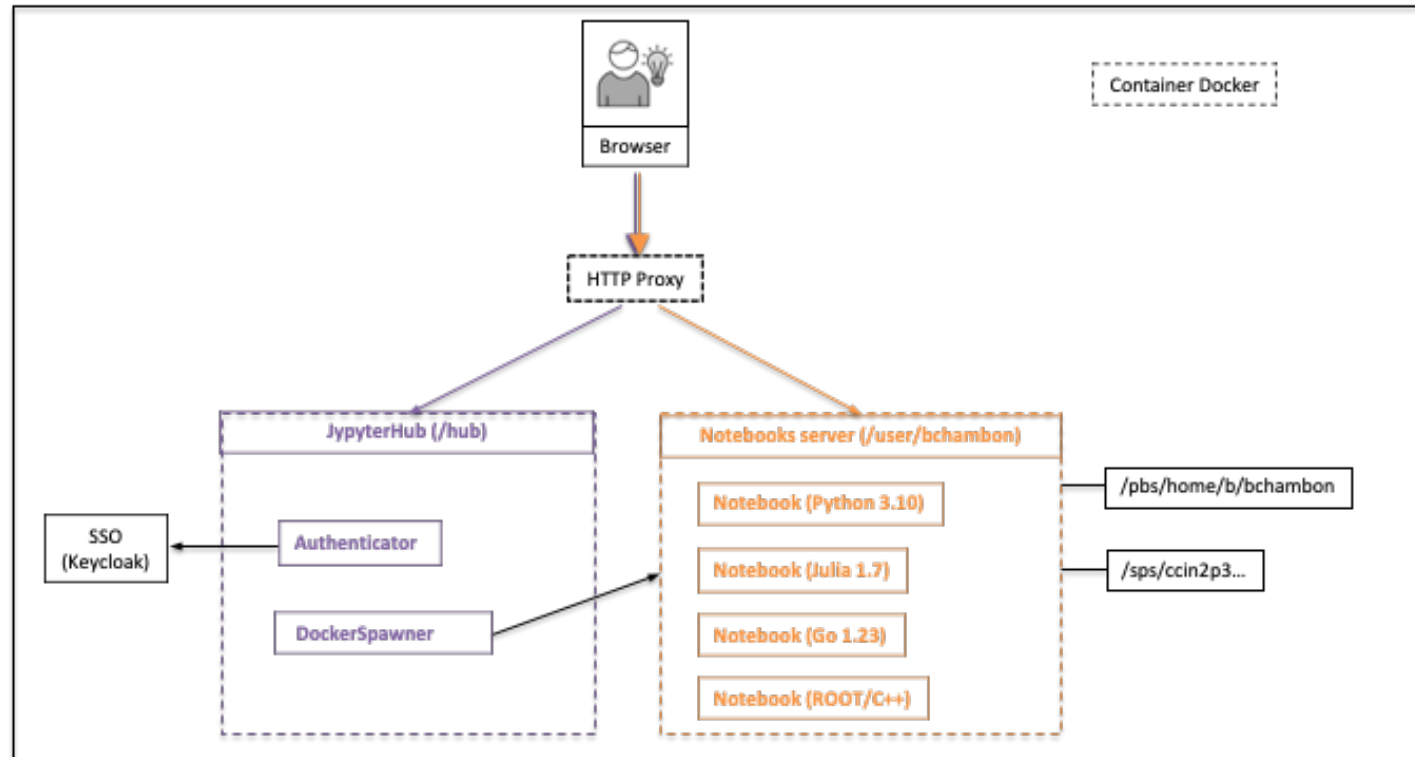 Browser
Container Docker
HTTP Proxy
JypyterHub (/hub)
Authenticator
DockerSpawner
SSO
(Keycloak)
Notebooks server (/user/bchambon)
Notebook (Python 3.10)
Notebook (Julia 1.7)
Notebook (Go 1.23)
Notebook (ROOT/C++)
/pbs/home/b/bchambon
/sps/ccin2p3...